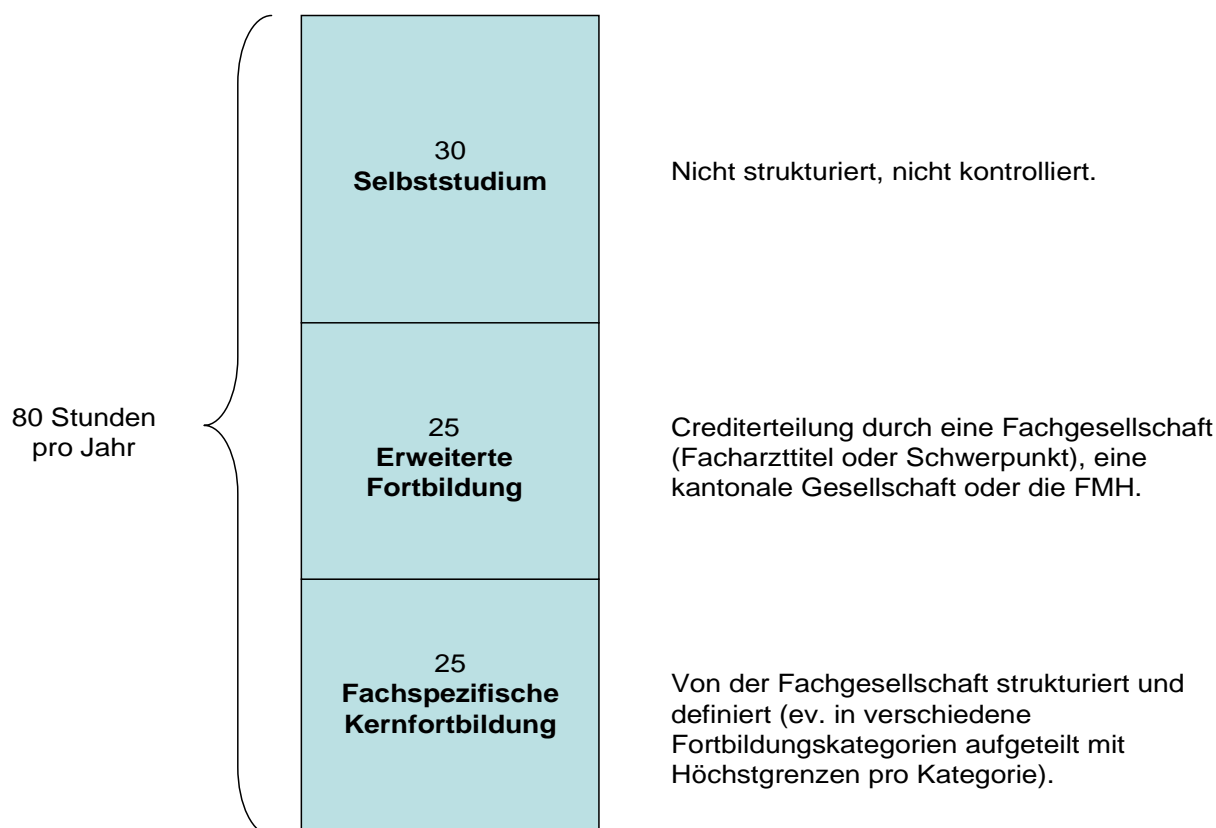 30
Selbststudium
Nicht strukturiert, nicht kontrolliert.
80 Stunden
pro Jahr
25
Erweiterte
Fortbildung
Crediterteilung durch eine Fachgesellschaft
(Facharzttitel oder Schwerpunkt), eine
kantonale Gesellschaft oder die FMH.
25
Fachspezifische
Kernfortbildung
Von der Fachgesellschaft strukturiert und
definiert (ev. in verschiedene
Fortbildungskategorien aufgeteilt mit
Höchstgrenzen pro Kategorie).